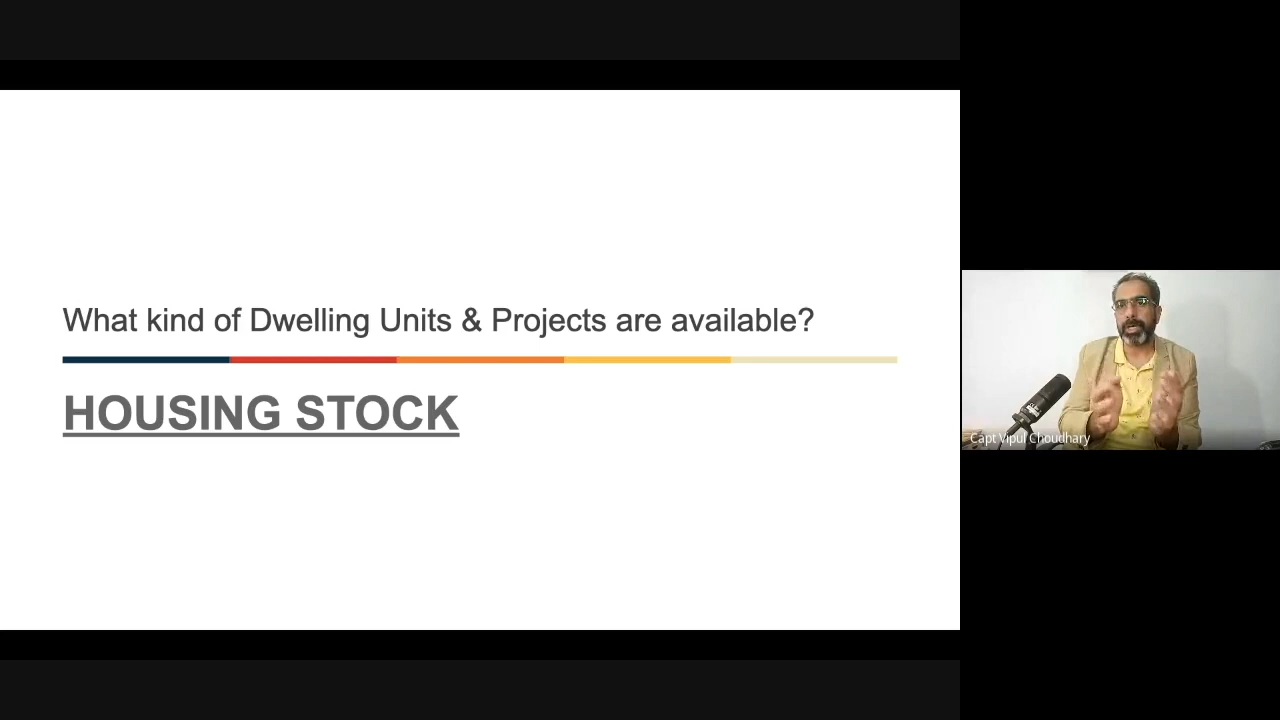 What kind of Dwelling Units & Projects are available?
HOUSING STOCK
Capt Vipul Choudhary